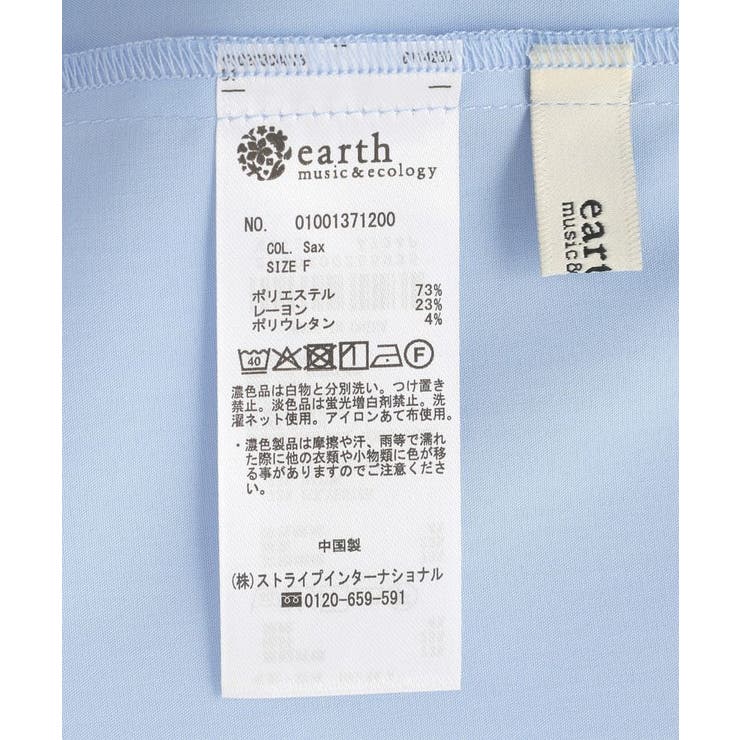 earth
music&ecology
NO. 01001371200
COL. Sax
SIZE F
ポリエステル 73%
レーヨン 23%
ポリウレタン 4%
40
F
濃色品は白物と分別洗い。つけ置き
禁止。淡色品は蛍光増白剤禁止。洗
濯ネット使用。アイロンあて布使用。
・濃色製品は摩擦や汗、雨等で濡れ
た際に他の衣類や小物類に色が移
る事がありますのでご注意くださ
い。
中国製
(株)ストライプインターナショナル
0120-659-591
eart
music&